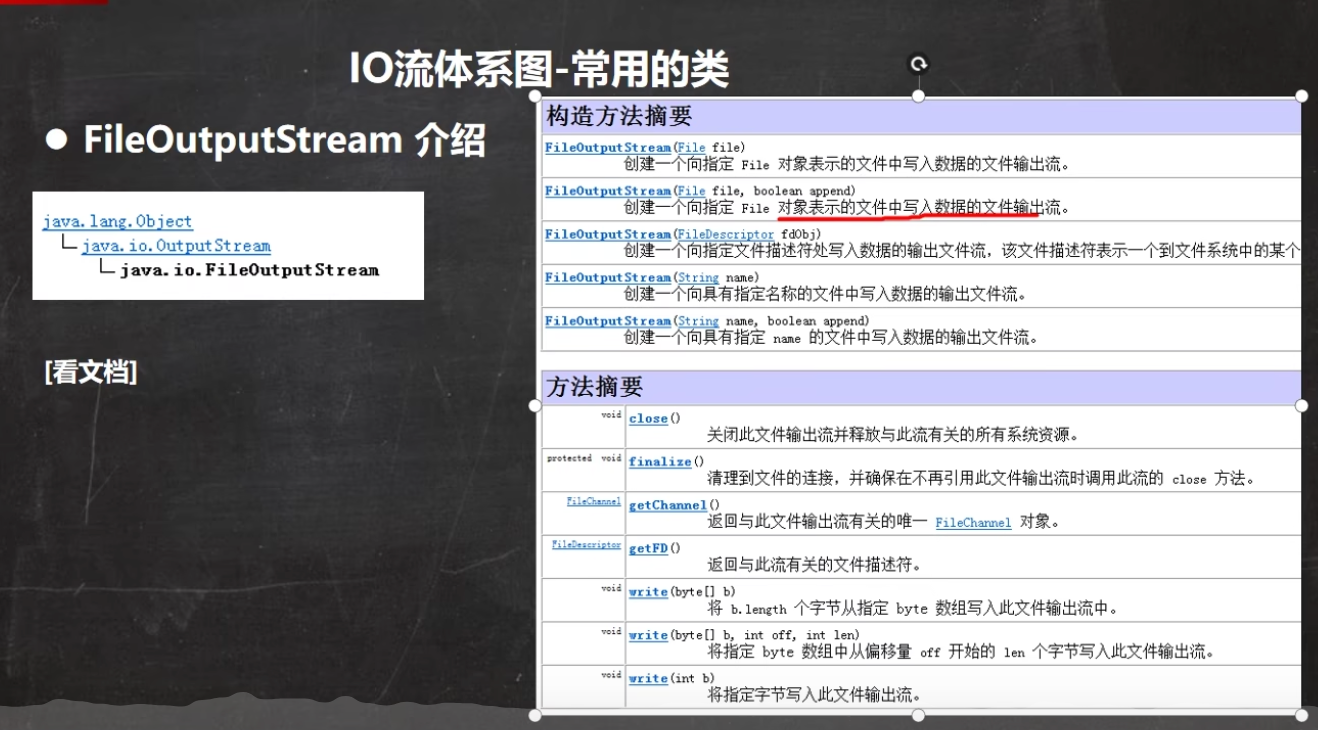 IO流体系图-常用的类
● FileOutputStream 介绍
java.lang.Object
java.io.OutputStream
java.io.FileOutputStream
[看文档]
构造方法摘要
FileOutputStream(File file)
创建一个向指定 File 对象表示的文件中写入数据的文件输出流。
FileOutputStream(File file, boolean append)
创建一个向指定 File 对象表示的文件中写入数据的文件输出流。
FileOutputStream(FileDescriptor fdObj)
创建一个向指定文件描述符处写入数据的输出文件流，该文件描述符表示一个到文件系统中的某个
FileOutputStream(String name)
创建一个向具有指定名称的文件中写入数据的输出文件流。
FileOutputStream(String name, boolean append)
创建一个向具有指定 name 的文件中写入数据的输出文件流。
方法摘要
void close()
关闭此文件输出流并释放与此流有关的所有系统资源。
protected void finalize()
清理到文件的连接，并确保在不再引用此文件输出流时调用此流的 close 方法。
FileChannel getChannel()
返回与此文件输出流有关的唯一 FileChannel 对象。
FileDescriptor getFD()
返回与此流有关的文件描述符。
void write(byte[] b)
将 b.length 个字节从指定 byte 数组写入此文件输出流中。
void write(byte[] b, int off, int len)
将指定 byte 数组中从偏移量 off 开始的 len 个字节写入此文件输出流。
void write(int b)
将指定字节写入此文件输出流。